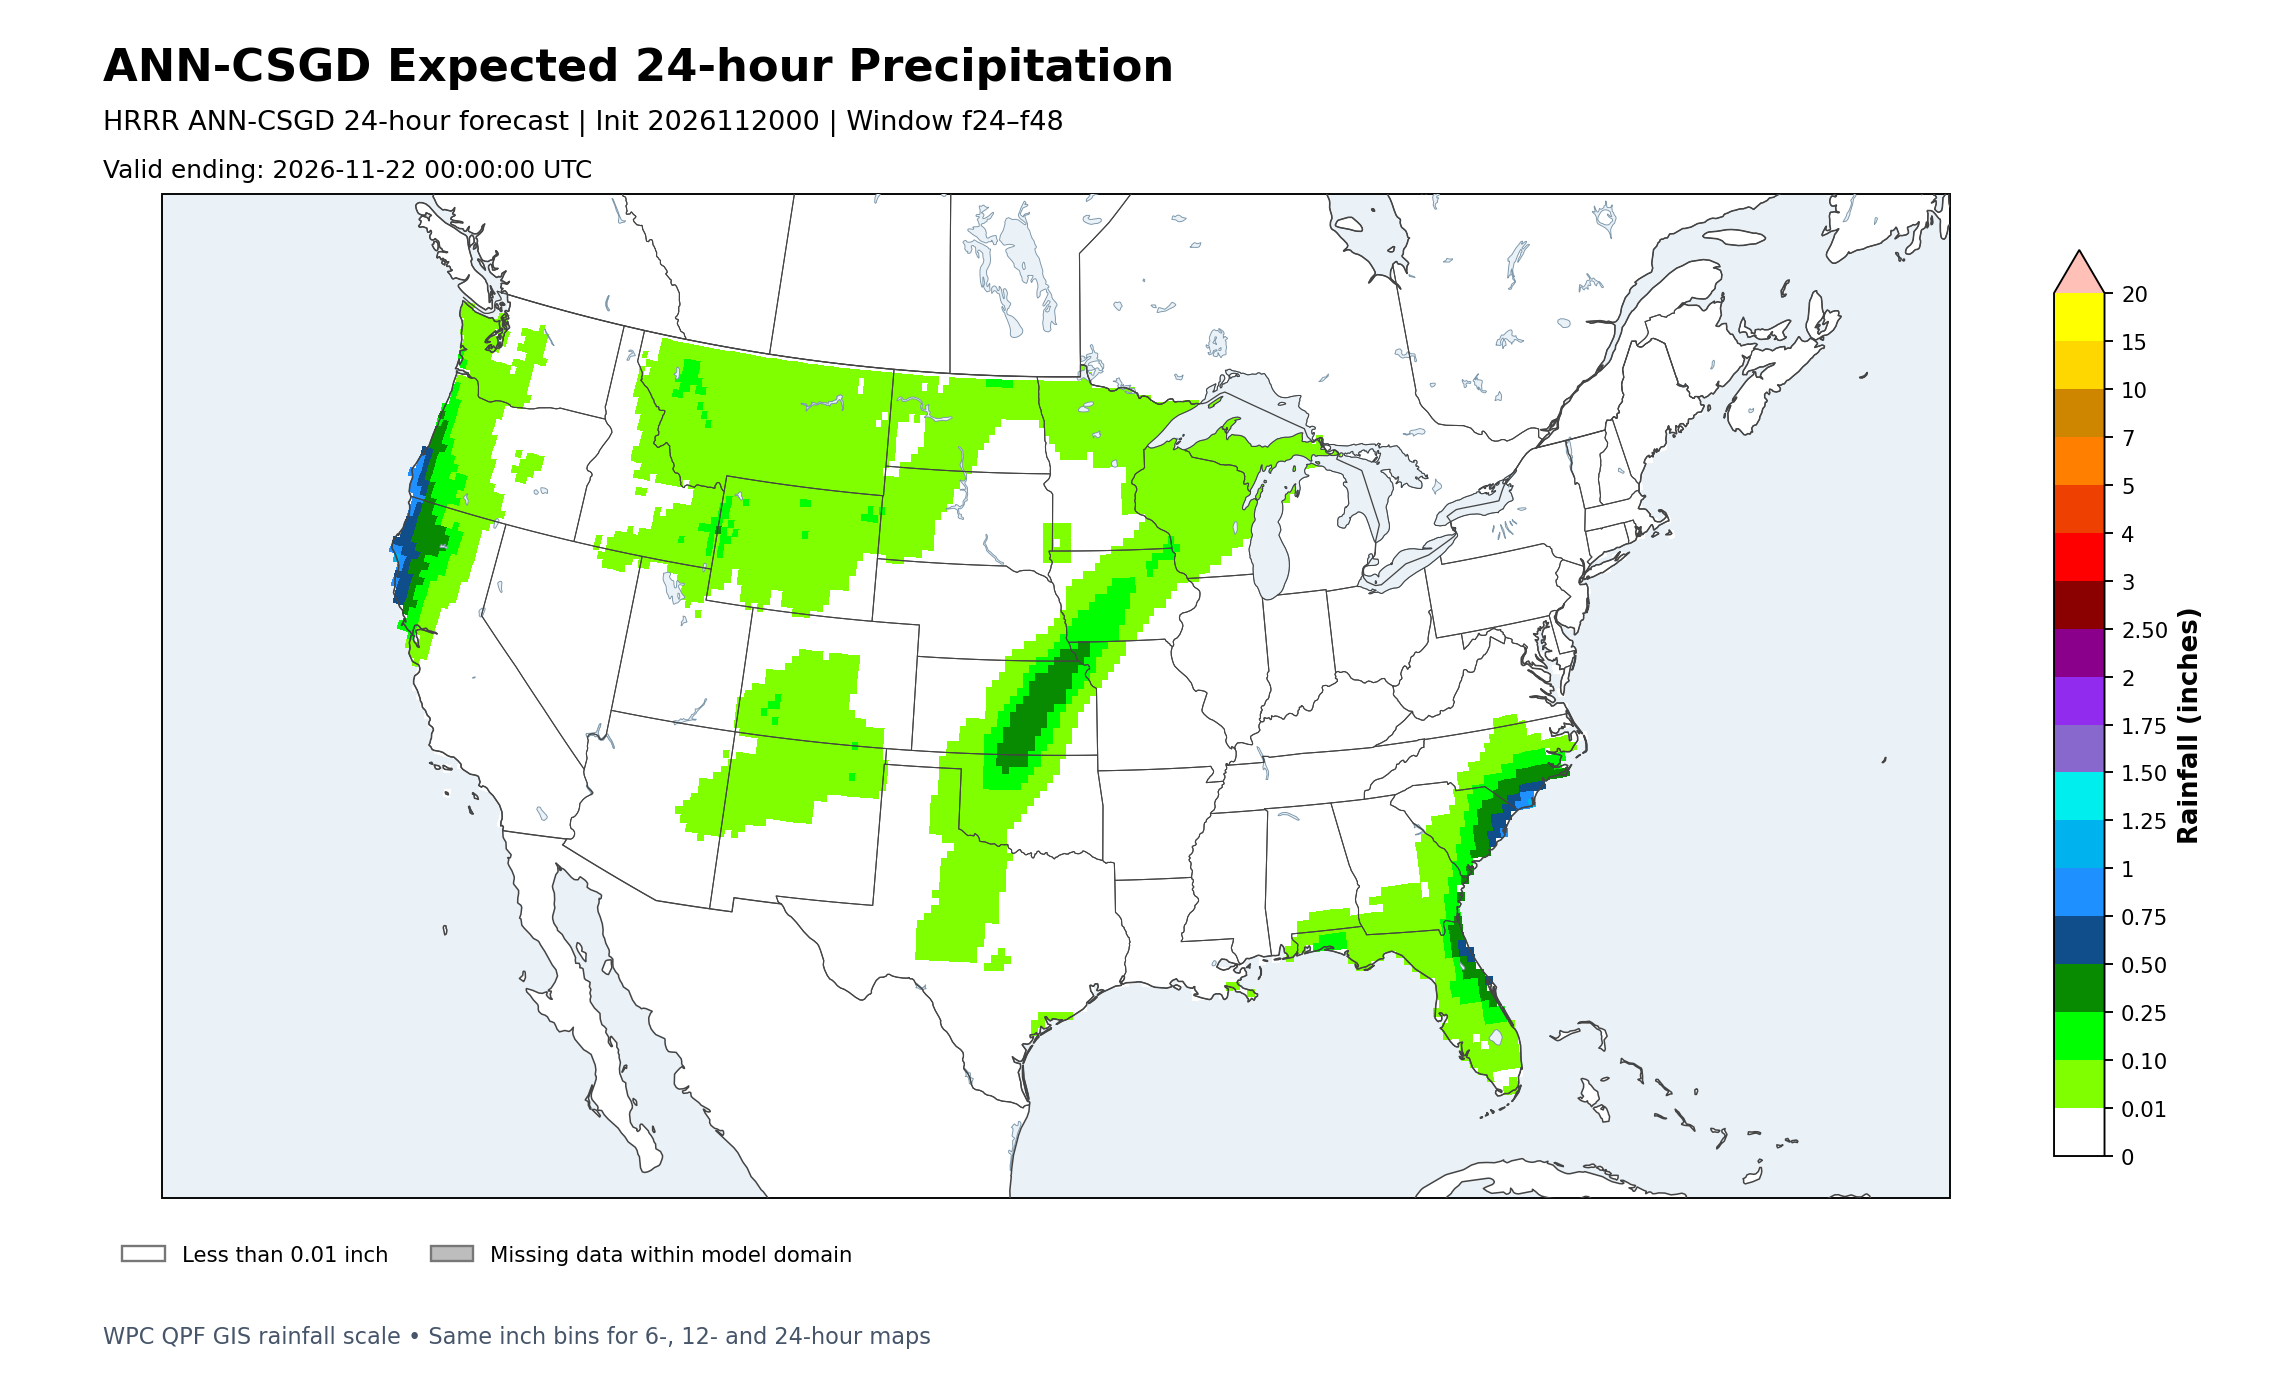 ANN-CSGD Expected 24-hour Precipitation
HRRR ANN-CSGD 24-hour forecast | Init 2026112000 | Window f24–f48
Valid ending: 2026-11-22 00:00:00 UTC
20
15
10
7
5
4
3
2.50
2
1.75
1.50
1.25
1
0.75
0.50
0.25
0.10
0.01
0
Rainfall (inches)
Less than 0.01 inch
Missing data within model domain
WPC QPF GIS rainfall scale • Same inch bins for 6-, 12- and 24-hour maps